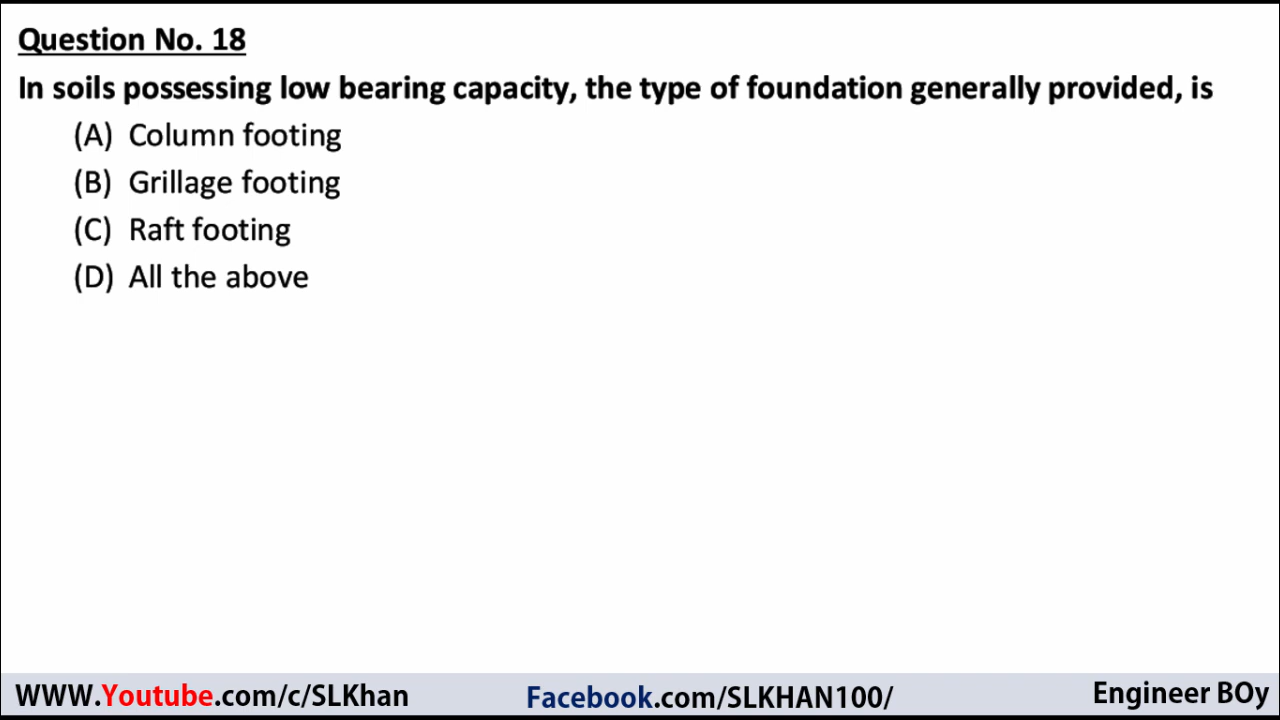 Question No. 18
In soils possessing low bearing capacity, the type of foundation generally provided, is
(A) Column footing
(B) Grillage footing
(C) Raft footing
(D) All the above
WWW.Youtube.com/c/SLKhan
Facebook.com/SLKHAN100/
Engineer BOy